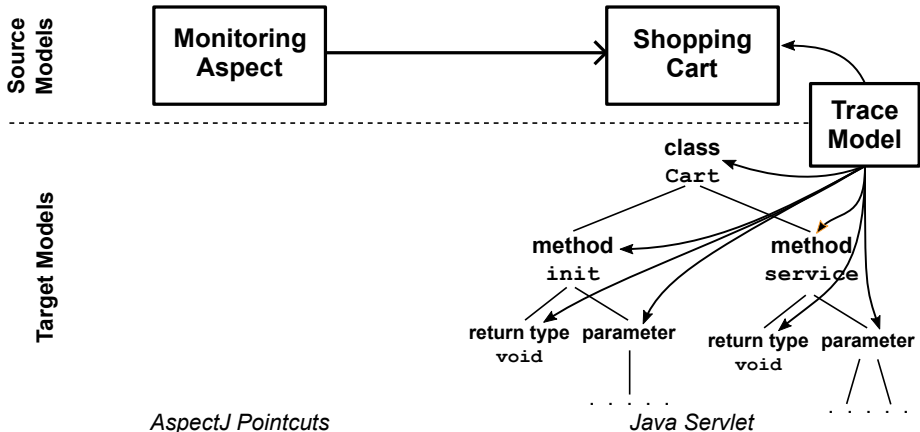 Source
Models
Monitoring
Aspect
Shopping
Cart
Trace
Model
Target Models
class
Cart
method
init
method
service
return type
void
parameter
return type
void
parameter
. . . . .
. . . . .
AspectJ Pointcuts
Java Servlet